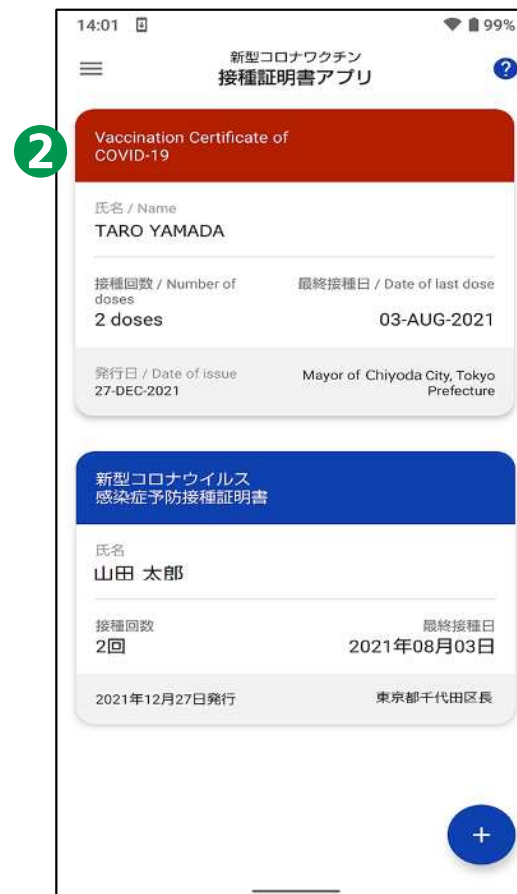 14:01 99%
新型コロナワクチン
接種証明書アプリ
?
2
Vaccination Certificate of
COVID-19
氏名 / Name
TARO YAMADA
接種回数 / Number of
doses
2 doses
最終接種日 / Date of last dose
03-AUG-2021
発行日 / Date of issue
27-DEC-2021
Mayor of Chiyoda City, Tokyo
Prefecture
新型コロナウイルス
感染症予防接種証明書
氏名
山田 太郎
接種回数
2回
最終接種日
2021年08月03日
2021年12月27日発行
東京都千代田区長
+